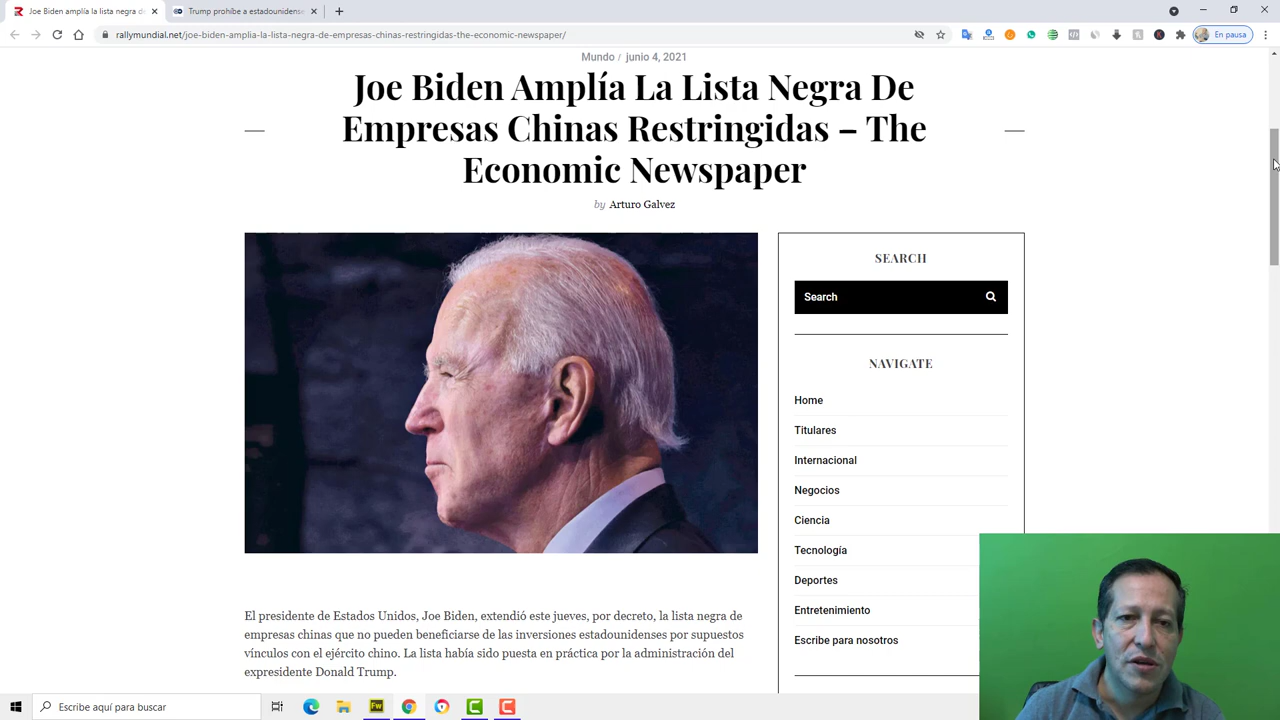 Joe Biden amplía la lista negra d
Trump prohíbe a estadounidense
rallymundial.net/joe-biden-amplia-la-lista-negra-de-empresas-chinas-restringidas-the-economic-newspaper/
En pausa
Mundo / junio 4, 2021
Joe Biden Amplía La Lista Negra De
Empresas Chinas Restringidas – The
Economic Newspaper
by Arturo Galvez
SEARCH
Search
NAVIGATE
Home
Titulares
Internacional
Negocios
Ciencia
Tecnología
Deportes
Entretenimiento
Escribe para nosotros
El presidente de Estados Unidos, Joe Biden, extendió este jueves, por decreto, la lista negra de
empresas chinas que no pueden beneficiarse de las inversiones estadounidenses por supuestos
vínculos con el ejército chino. La lista había sido puesta en práctica por la administración del
expresidente Donald Trump.
Escribe aquí para buscar
Fw